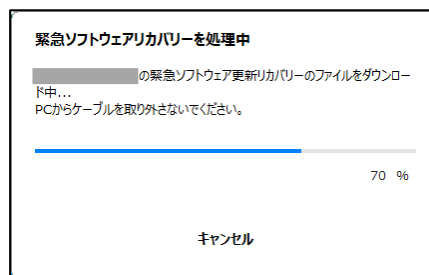 緊急ソフトウェアリカバリーを処理中
の緊急ソフトウェア更新リカバリーのファイルをダウンロー
ド中...
PCからケーブルを取り外さないでください。
70 %
キャンセル